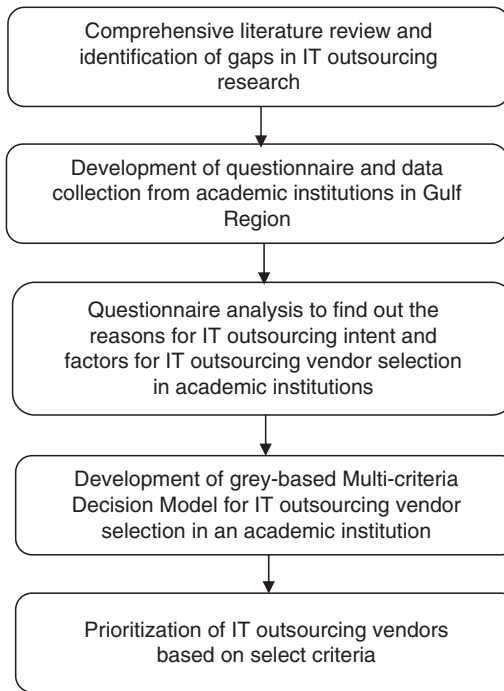 Comprehensive literature review and
identification of gaps in IT outsourcing
research
Development of questionnaire and data
collection from academic institutions in Gulf
Region
Questionnaire analysis to find out the
reasons for IT outsourcing intent and
factors for IT outsourcing vendor selection
in academic institutions
Development of grey-based Multi-criteria
Decision Model for IT outsourcing vendor
selection in an academic institution
Prioritization of IT outsourcing vendors
based on select criteria